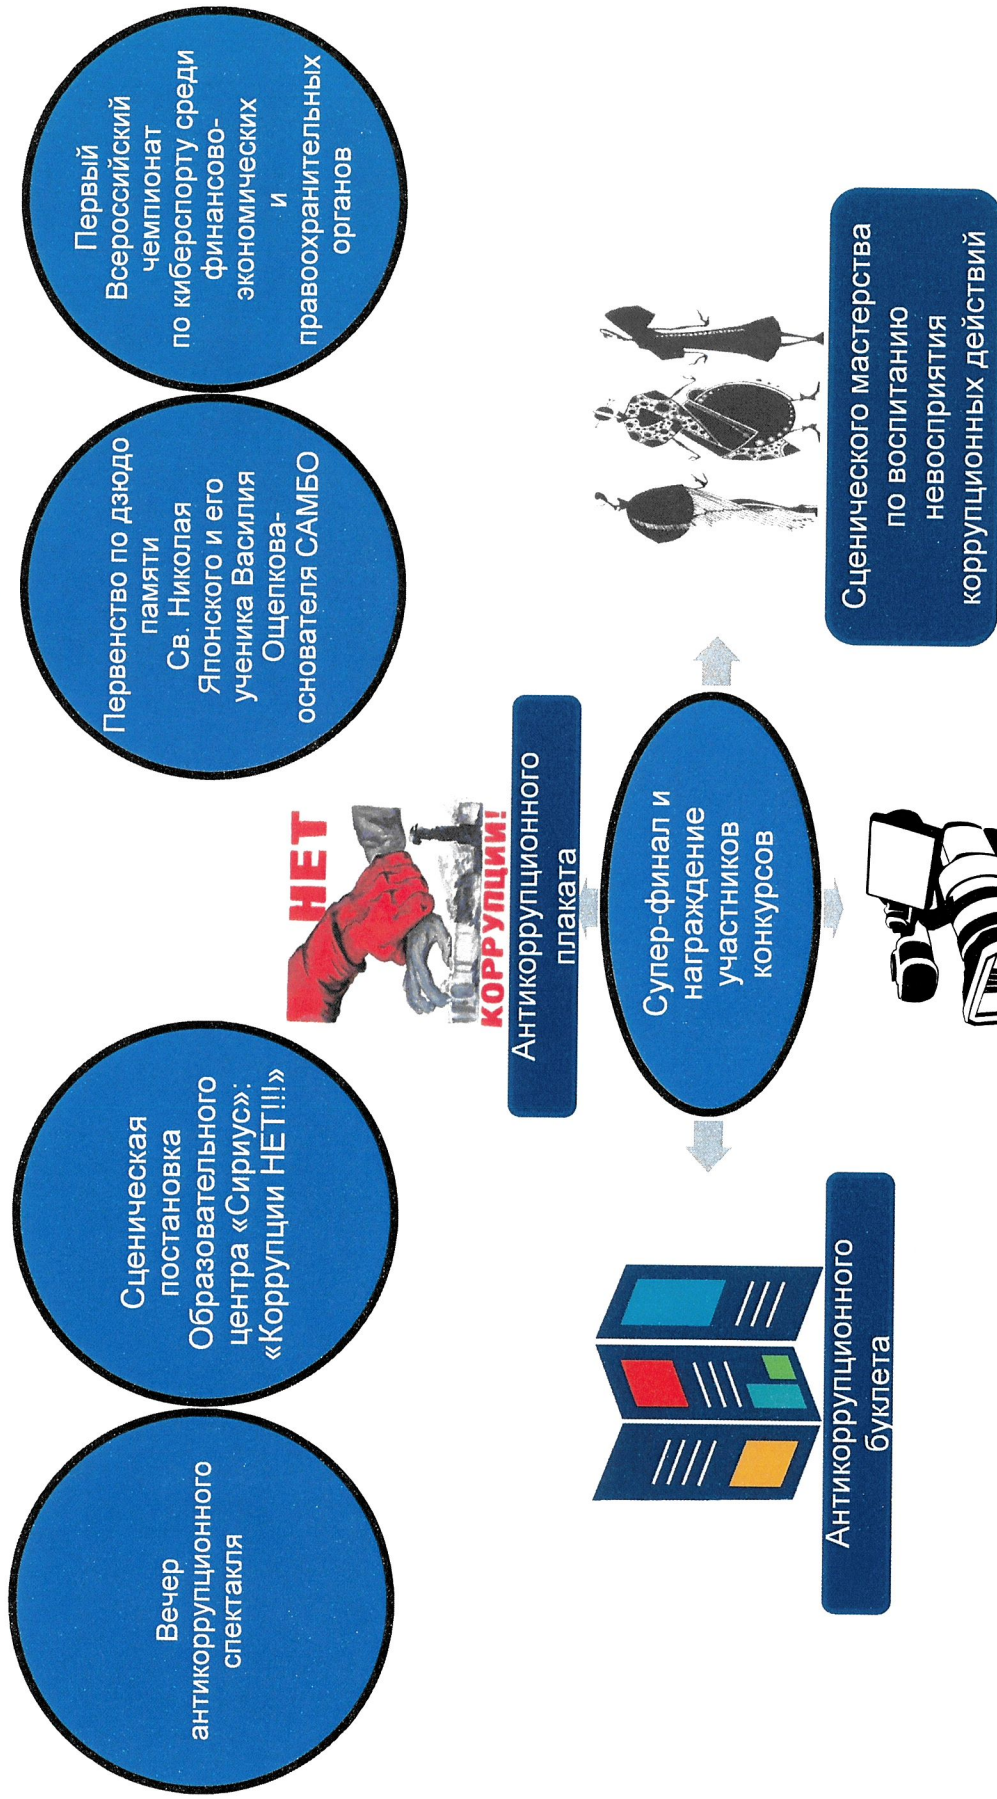 Вечер
антикоррупционного
спектакля
Сценическая
постановка
Образовательного
центра «Сириус»:
«Коррупции НЕТ!!!»
Первенство по дзюдо
памяти
Св. Николая
Японского и его
ученика Василия
Ощепкова-
основателя САМБО
Первый
Всероссийский
чемпионат
по киберспорту среди
финансово-
экономических
и
правоохранительных
органов
НЕТ
КОРРУПЦИИ!
Антикоррупционного
плаката
Супер-финал и
награждение
участников
конкурсов
Антикоррупционного
буклета
Сценического мастерства
по воспитанию
невосприятия
коррупционных действий